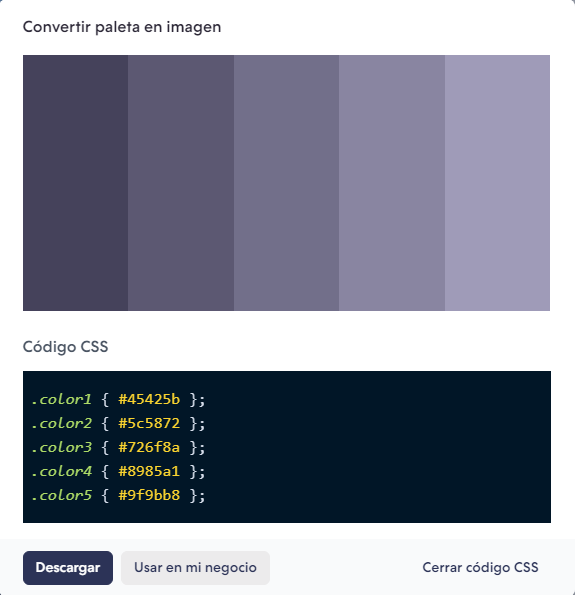 Convertir paleta en imagen
Código CSS
.color1 { #45425b };
.color2 { #5c5872 };
.color3 { #726f8a };
.color4 { #8985a1 };
.color5 { #9f9bb8 };
Descargar Usar en mi negocio Cerrar código CSS